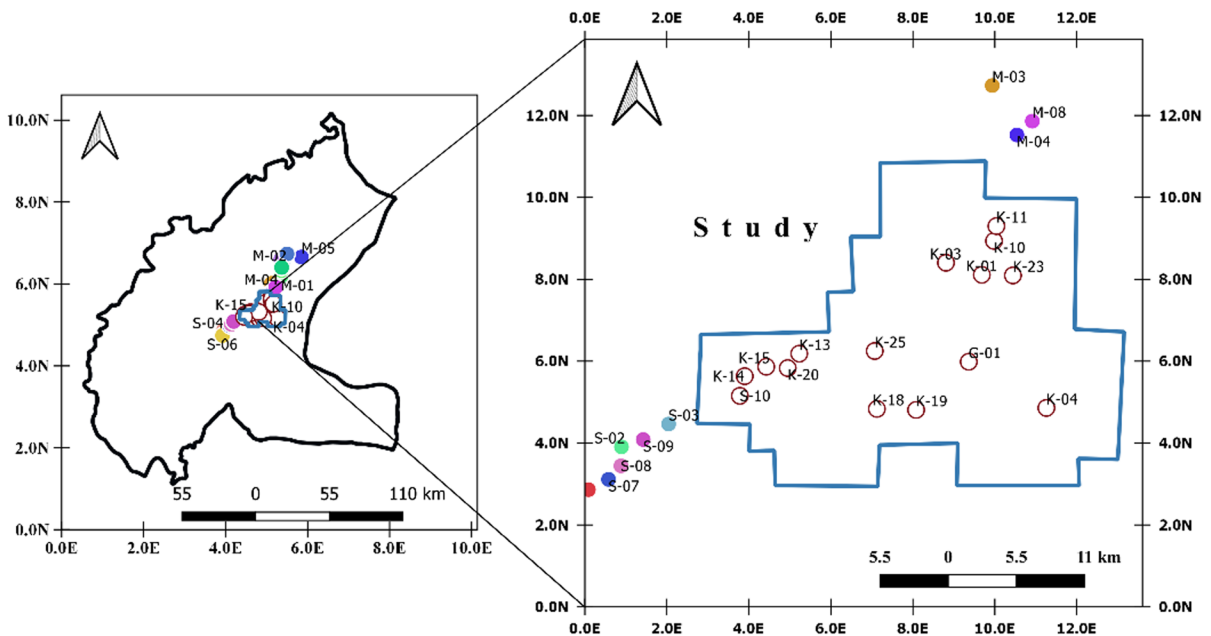 0.0E 2.0E 4.0E 6.0E 8.0E 10.0E 12.0E
M-03
M-08
M-04
12.0N 12.0N
10.0N
10.0N 10.0N
8.0N
Study
K-11
K-10
K-03
K-01
K-23
8.0N 8.0N
M-02
M-05
M-04
M-01
6.0N
K-15
K-10
S-04
K-04
S-06
K-13
K-25
K-15
G-01
6.0N 6.0N
K-14
K-20
S-10
K-18
K-19
K-04
4.0N
S-03
S-02
S-09
4.0N 4.0N
S-08
S-07
2.0N
2.0N 2.0N
55 0 55 110 km
5.5 0 5.5 11 km
0.0N
0.0E 2.0E 4.0E 6.0E 8.0E 10.0E
0.0N 0.0N
0.0E 2.0E 4.0E 6.0E 8.0E 10.0E 12.0E